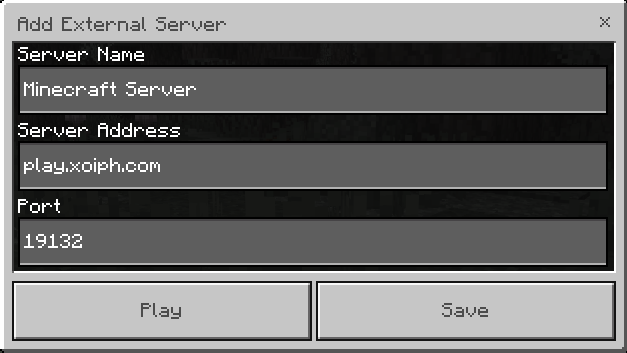 Add External Server
x
Server Name
Minecraft Server
Server Address
play.xoiph.com
Port
19132
Play
Save